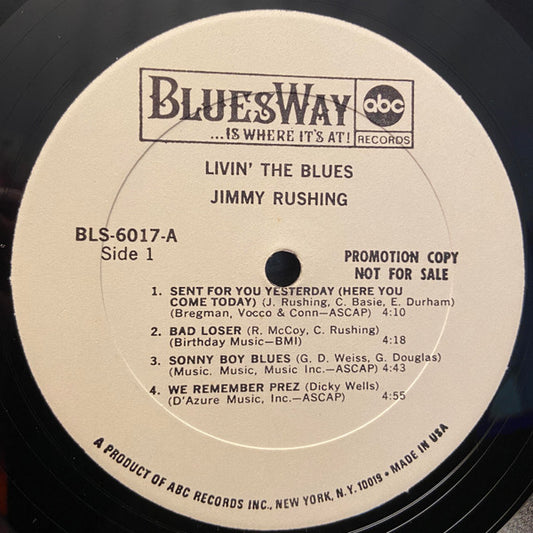 BLUESWAY
...IS WHERE IT'S AT!
abc
RECORDS
LIVIN' THE BLUES
JIMMY RUSHING
BLS-6017-A
Side 1
PROMOTION COPY
NOT FOR SALE
1. SENT FOR YOU YESTERDAY (HERE YOU
COME TODAY) (J. Rushing, C. Basie, E. Durham)
(Bregman, Vocco & Conn—ASCAP) 4:10
2. BAD LOSER (R. McCoy, C. Rushing)
(Birthday Music—BMI) 4:18
3. SONNY BOY BLUES (G. D. Weiss, G. Douglas)
(Music. Music, Music Inc.—ASCAP) 4:43
4. WE REMEMBER PREZ (Dicky Wells)
(D'Azure Music, Inc.—ASCAP) 4:55
A PRODUCT OF ABC RECORDS INC., NEW YORK, N.Y. 10019 • MADE IN USA